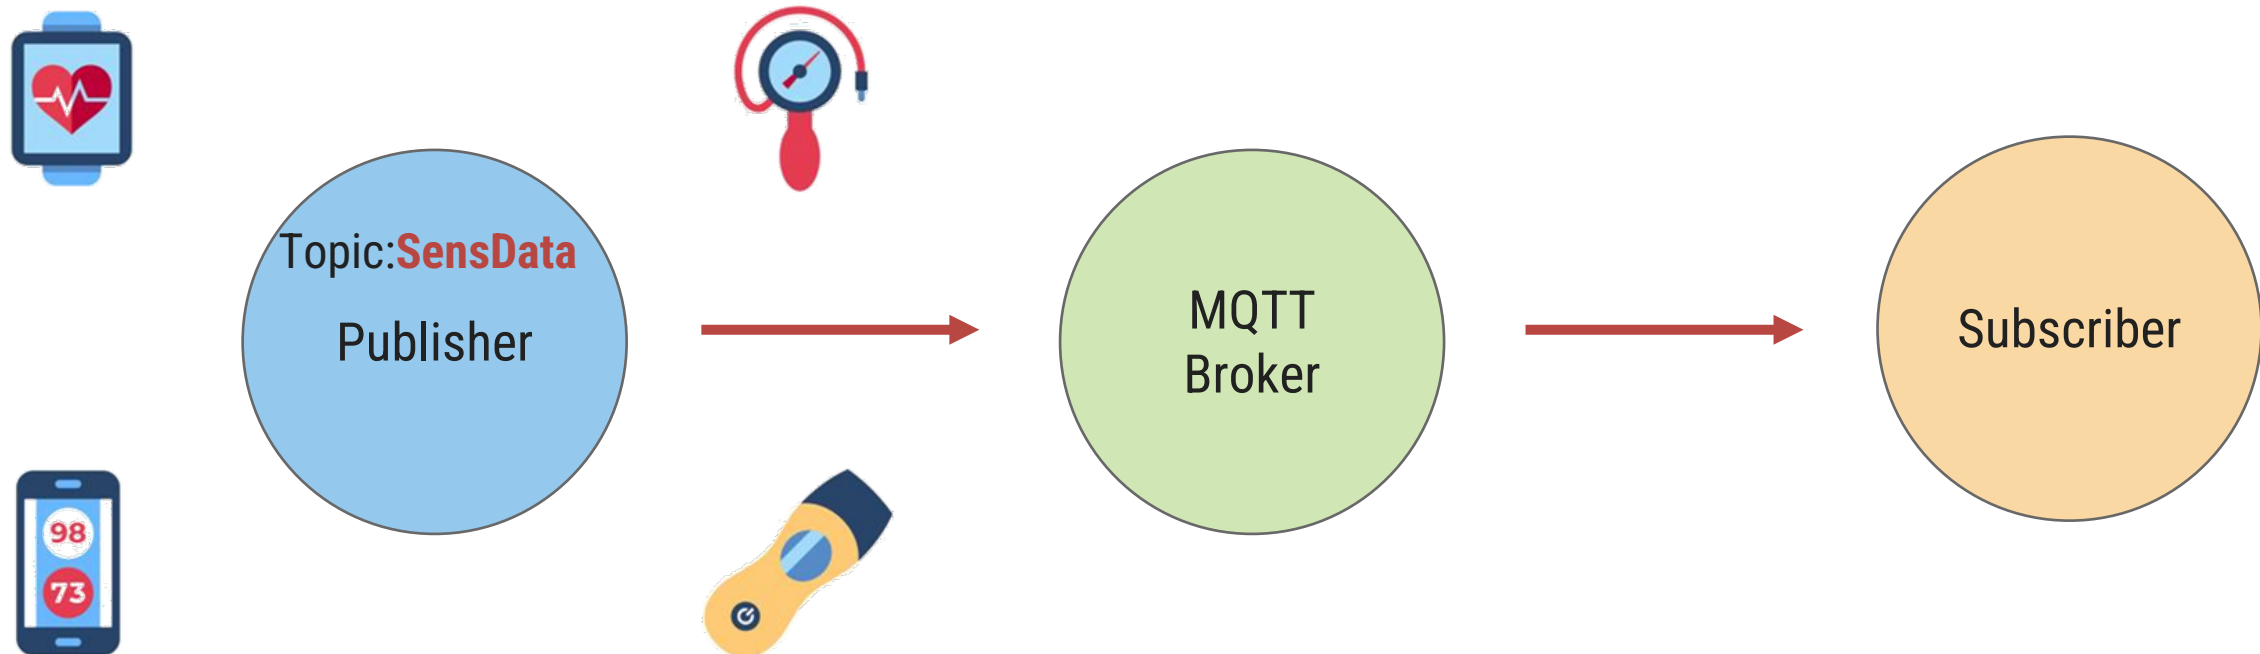 Topic:SensData
Publisher
MQTT
Broker
Subscriber
98
73